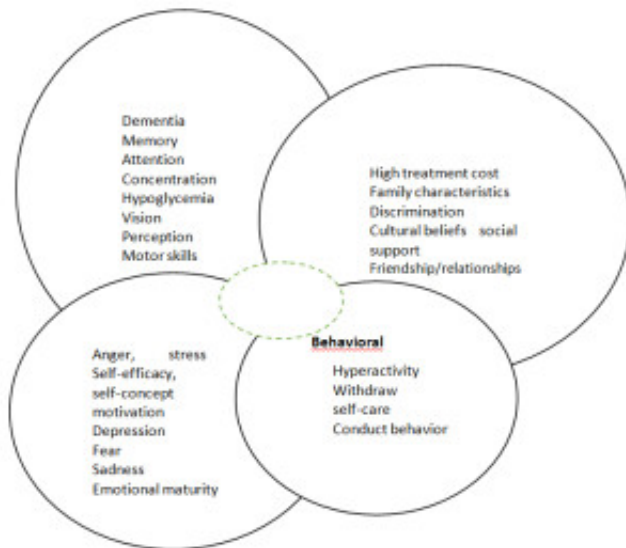 Dementia
Memory
Attention
Concentration
Hypoglycemia
Vision
Perception
Motor skills
High treatment cost
Family characteristics
Discrimination
Cultural beliefs social
support
Friendship/relationships
Anger, stress
Self-efficacy,
self-concept
motivation
Depression
Fear
Sadness
Emotional maturity
Behavioral
Hyperactivity
Withdraw
self-care
Conduct behavior